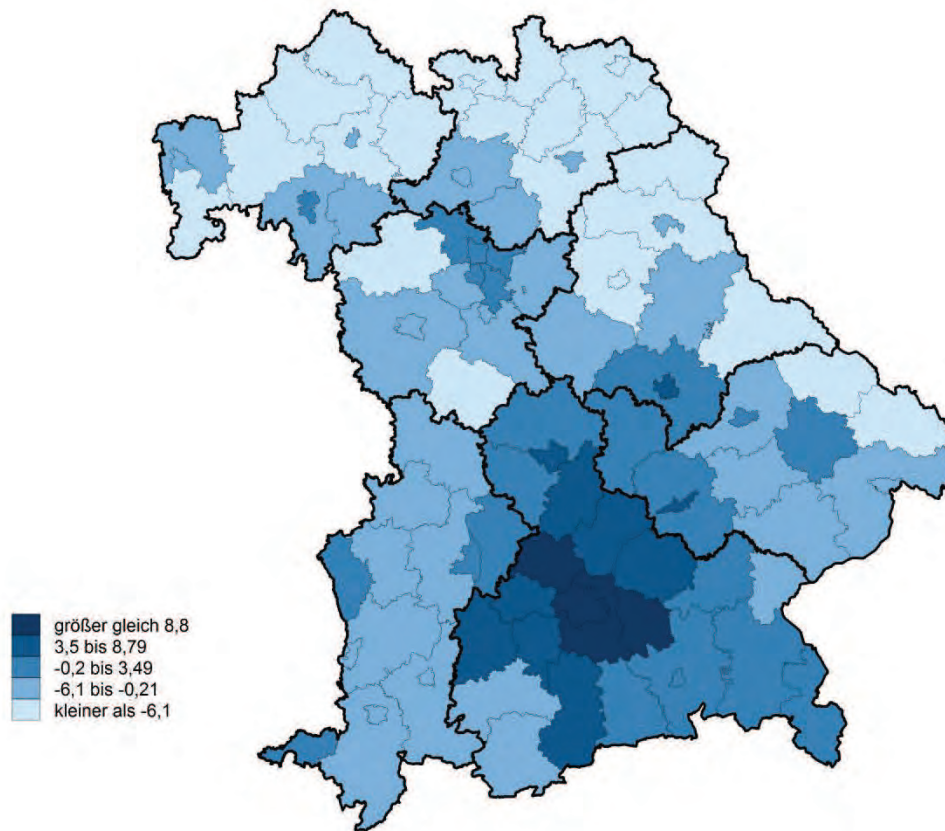 größer gleich 8,8
3,5 bis 8,79
-0,2 bis 3,49
-6,1 bis -0,21
kleiner als -6,1